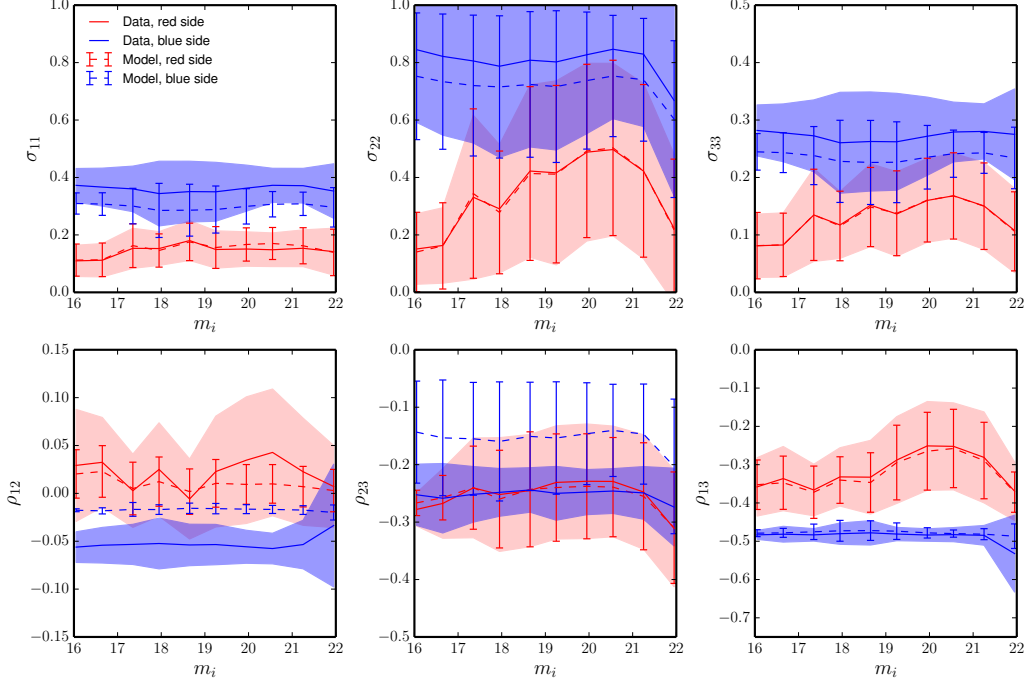 1.0
0.8
0.6
0.4
0.2
0.0
σ₁₁
Data, red side
Data, blue side
Model, red side
Model, blue side
16 17 18 19 20 21 22
mᵢ
1.0
0.8
0.6
0.4
0.2
0.0
σ₂₂
16 17 18 19 20 21 22
mᵢ
0.5
0.4
0.3
0.2
0.1
0.0
σ₃₃
16 17 18 19 20 21 22
mᵢ
0.15
0.10
0.05
0.00
−0.05
−0.10
−0.15
ρ₁₂
16 17 18 19 20 21 22
mᵢ
0.0
−0.1
−0.2
−0.3
−0.4
−0.5
ρ₂₃
16 17 18 19 20 21 22
mᵢ
0.0
−0.1
−0.2
−0.3
−0.4
−0.5
−0.6
−0.7
ρ₁₃
16 17 18 19 20 21 22
mᵢ